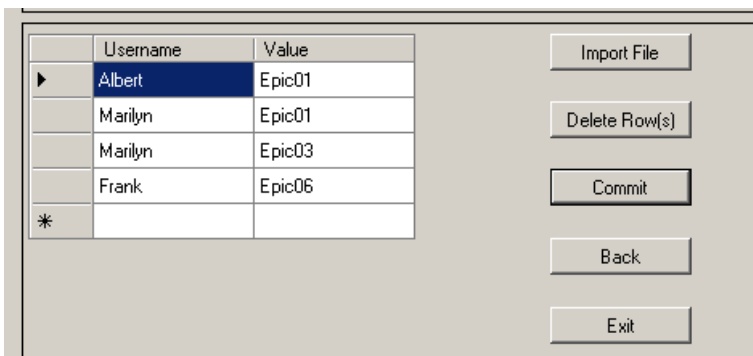 Username Value
Albert Epic01
Marilyn Epic01
Marilyn Epic03
Frank Epic06
Import File
Delete Row(s)
Commit
Back
Exit